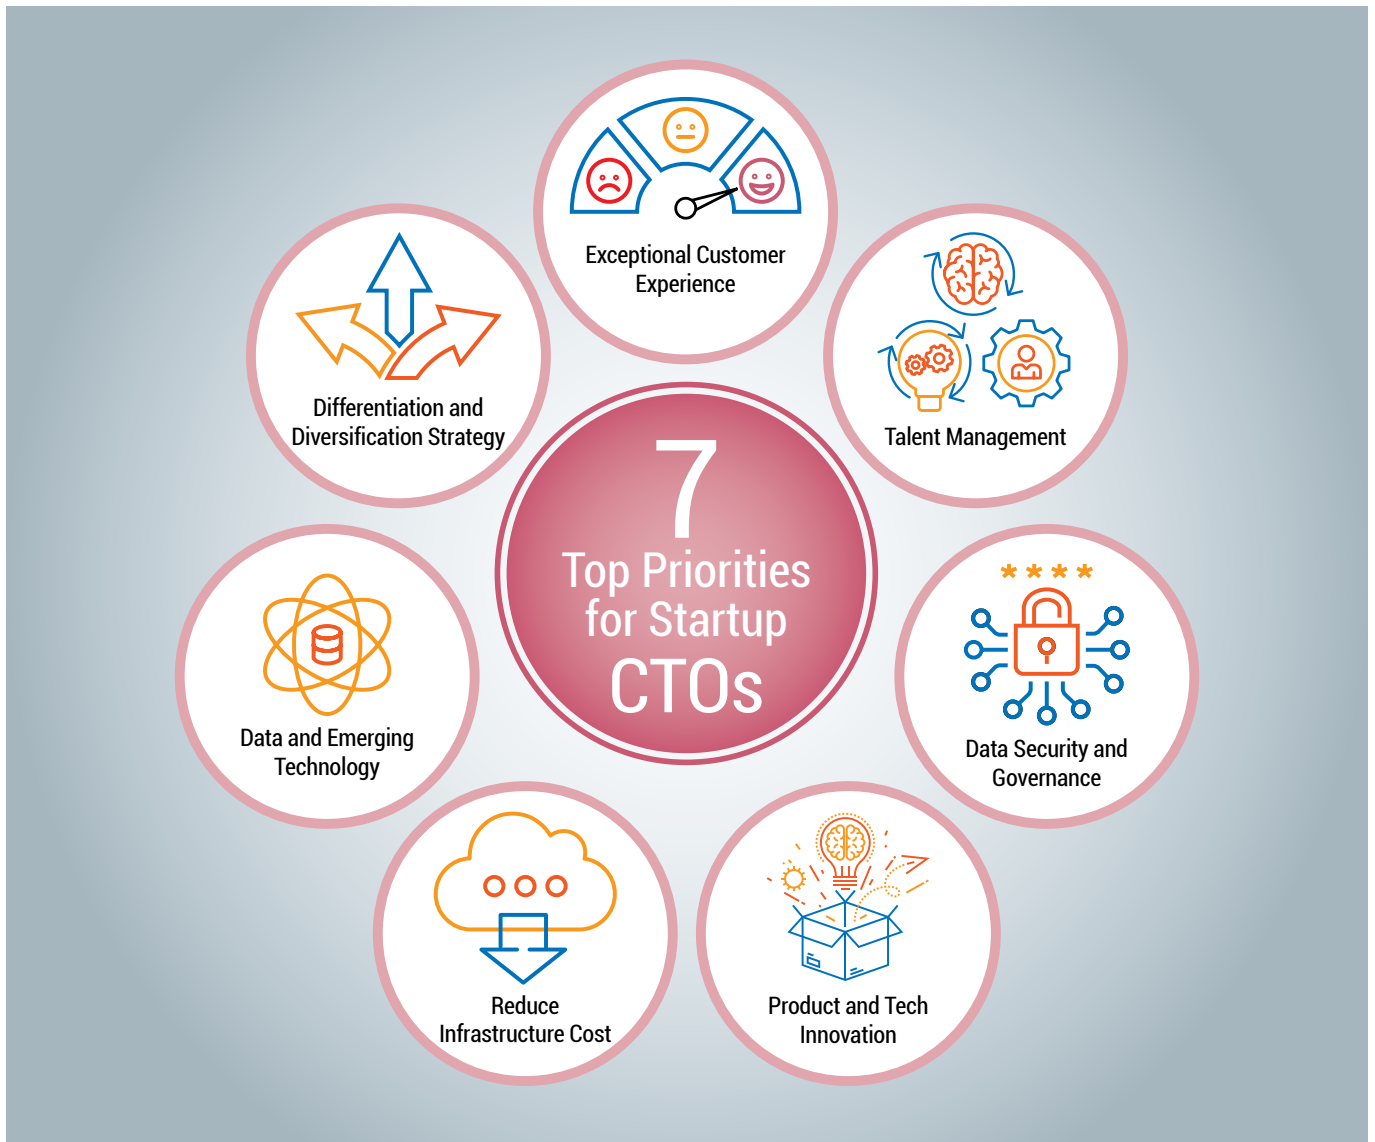 7
Top Priorities
for Startup
CTOs
Exceptional Customer
Experience
Talent Management
Data Security and
Governance
Product and Tech
Innovation
Reduce
Infrastructure Cost
Data and Emerging
Technology
Differentiation and
Diversification Strategy